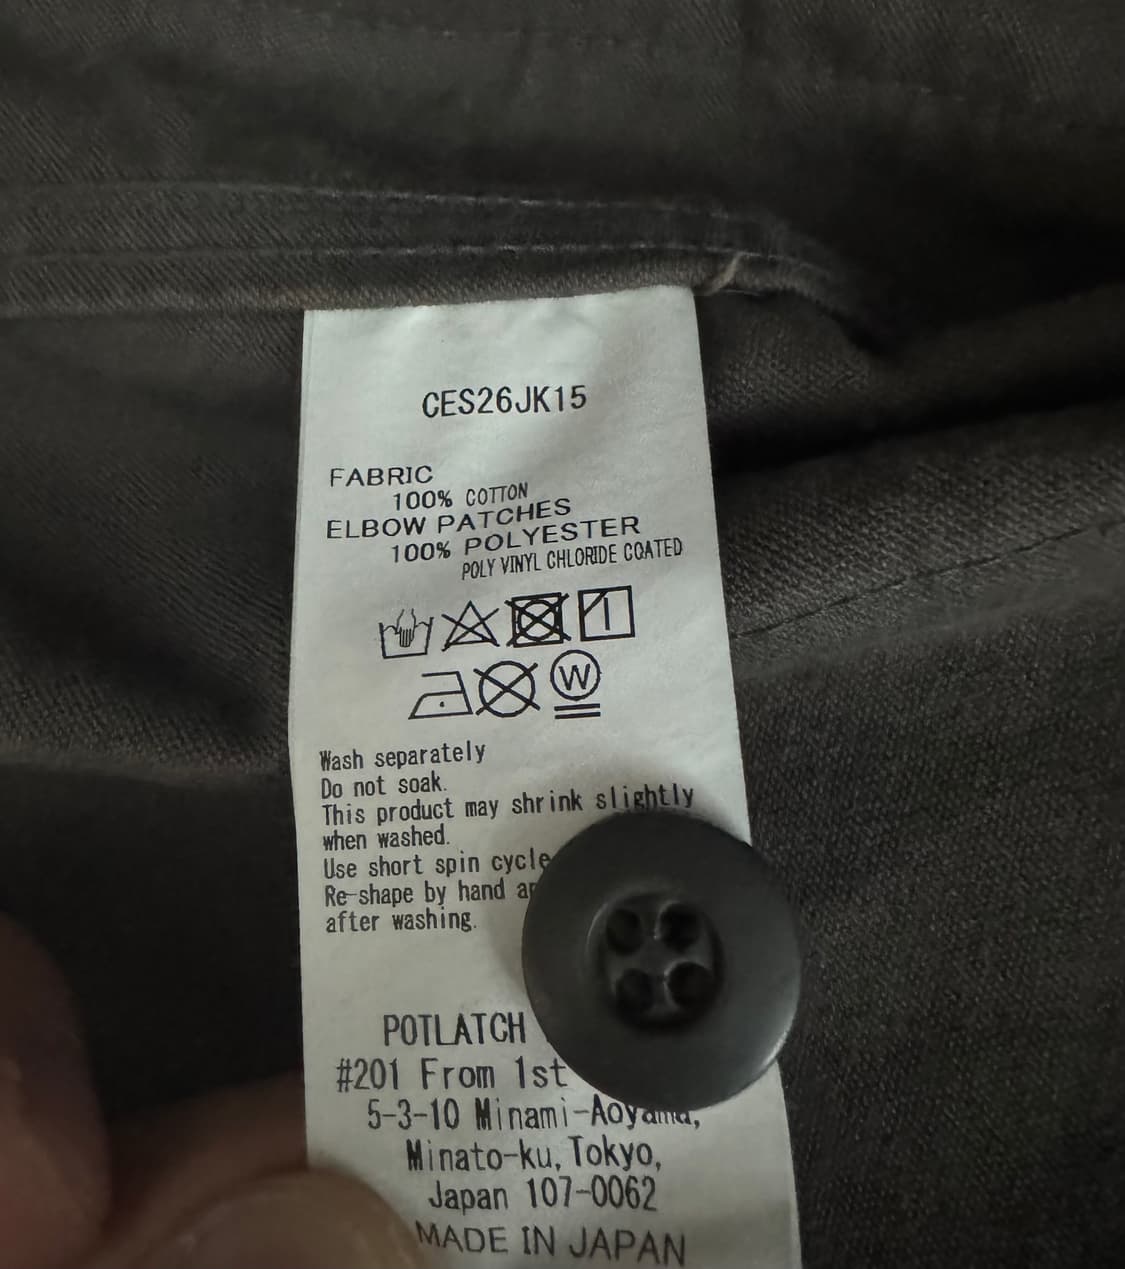 CES26JK15
FABRIC
100% COTTON
ELBOW PATCHES
100% POLYESTER
POLY VINYL CHLORIDE COATED
W
Wash separately
Do not soak.
This product may shrink slightly
when washed.
Use short spin cycle
Re-shape by hand
after washing.
POTLATCH
#201 From 1st
5-3-10 Minami-Aoyama,
Minato-ku, Tokyo,
Japan 107-0062
MADE IN JAPAN